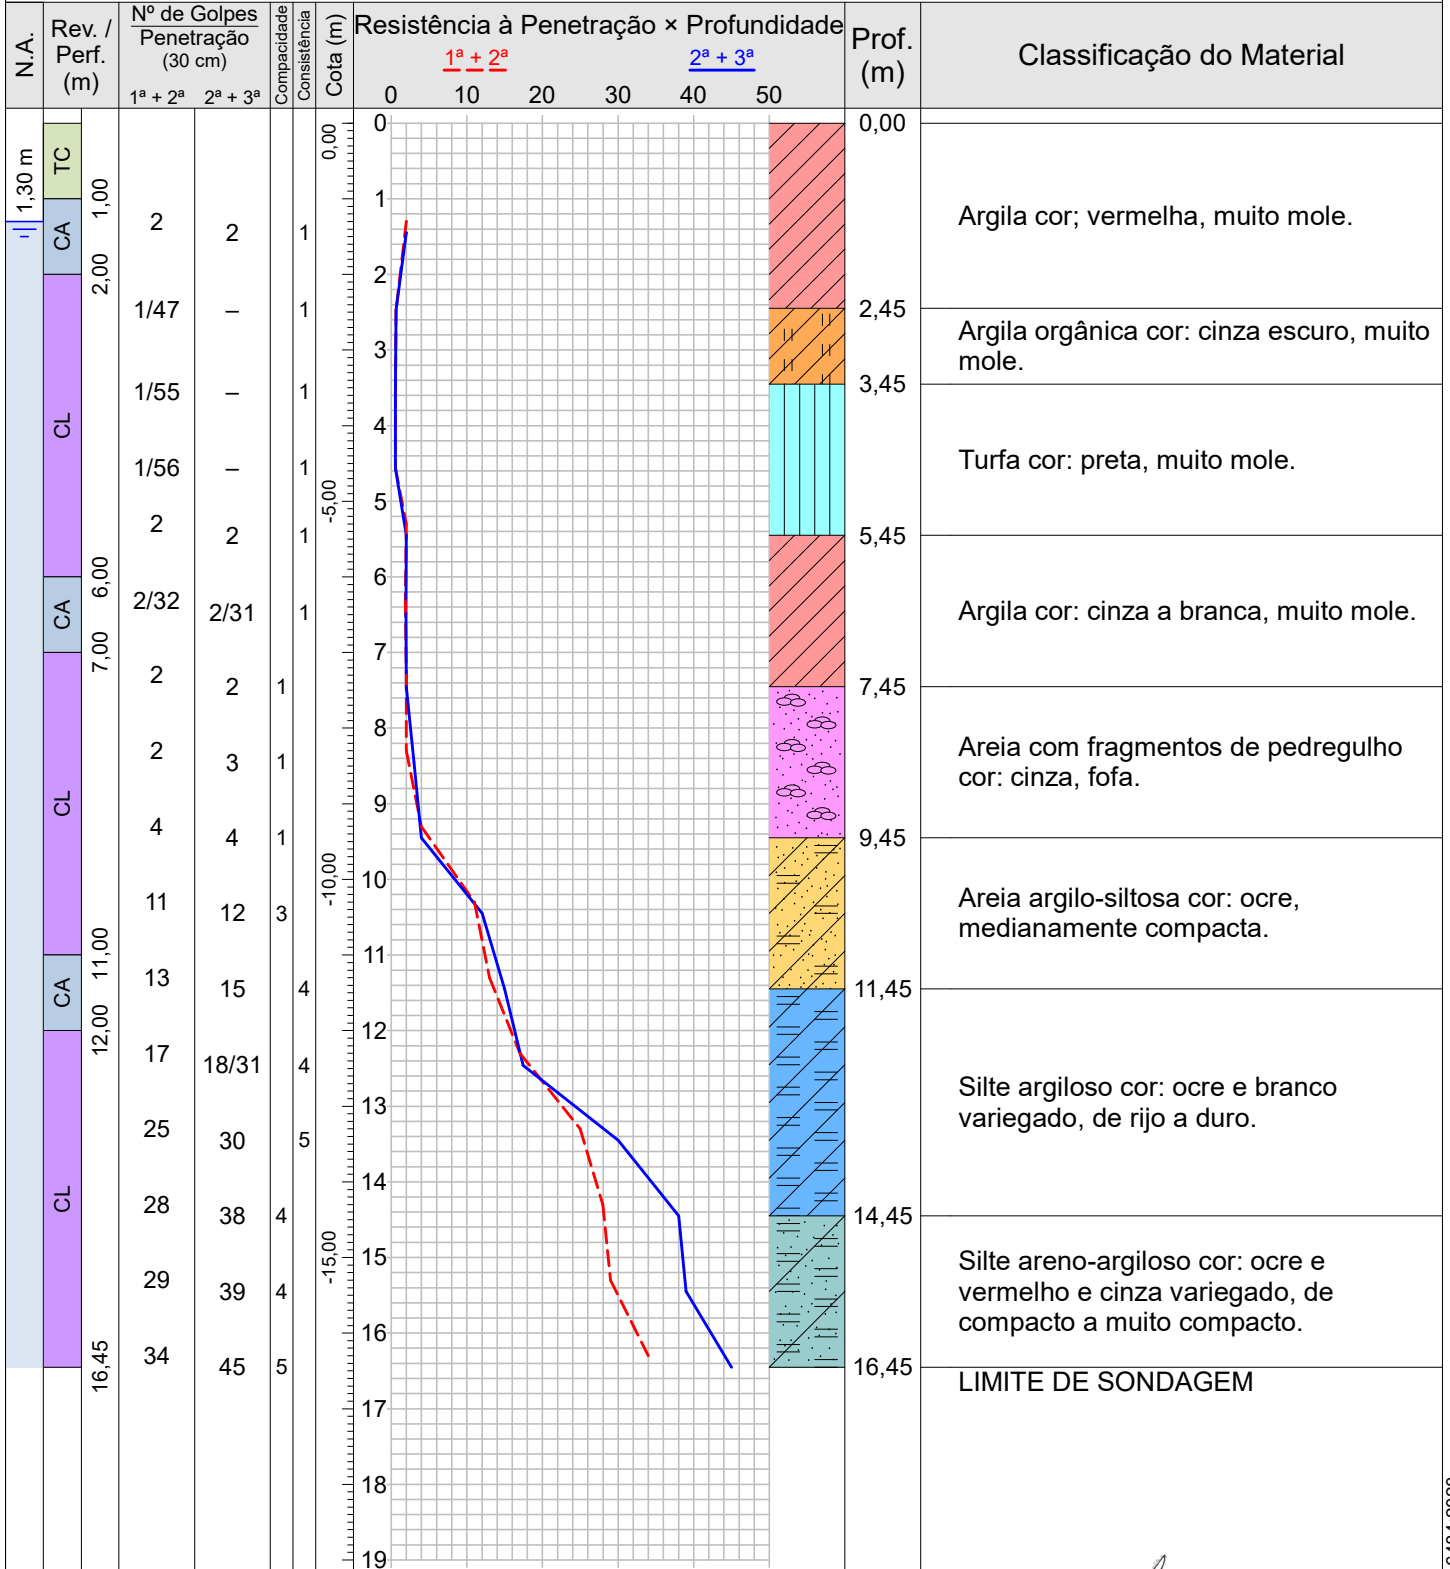 N.A.
Rev. /
Perf.
(m)
Nº de Golpes
Penetração
(30 cm)
1ª + 2ª 2ª + 3ª
Compacidade
Consistência
Cota (m)
Resistência à Penetração × Profundidade
1ª + 2ª 2ª + 3ª
0 10 20 30 40 50
Prof.
(m)
Classificação do Material
1,30 m
TC
1,00
CA
2,00
CL
6,00
CA
7,00
CL
11,00
CA
12,00
CL
16,45
2 2 1
1/47 – 1
1/55 – 1
1/56 – 1
2 2 1
2/32 2/31 1
2 2 1
2 3 1
4 4 1
11 12 3
13 15 4
17 18/31 4
25 30 5
28 38 4
29 39 4
34 45 5
0,00
-5,00
-10,00
-15,00
0
1
2
3
4
5
6
7
8
9
10
11
12
13
14
15
16
17
18
19
0,00
Argila cor; vermelha, muito mole.
2,45
Argila orgânica cor: cinza escuro, muito
mole.
3,45
Turfa cor: preta, muito mole.
5,45
Argila cor: cinza a branca, muito mole.
7,45
Areia com fragmentos de pedregulho
cor: cinza, fofa.
9,45
Areia argilo-siltosa cor: ocre,
medianamente compacta.
11,45
Silte argiloso cor: ocre e branco
variegado, de rijo a duro.
14,45
Silte areno-argiloso cor: ocre e
vermelho e cinza variegado, de
compacto a muito compacto.
16,45
LIMITE DE SONDAGEM